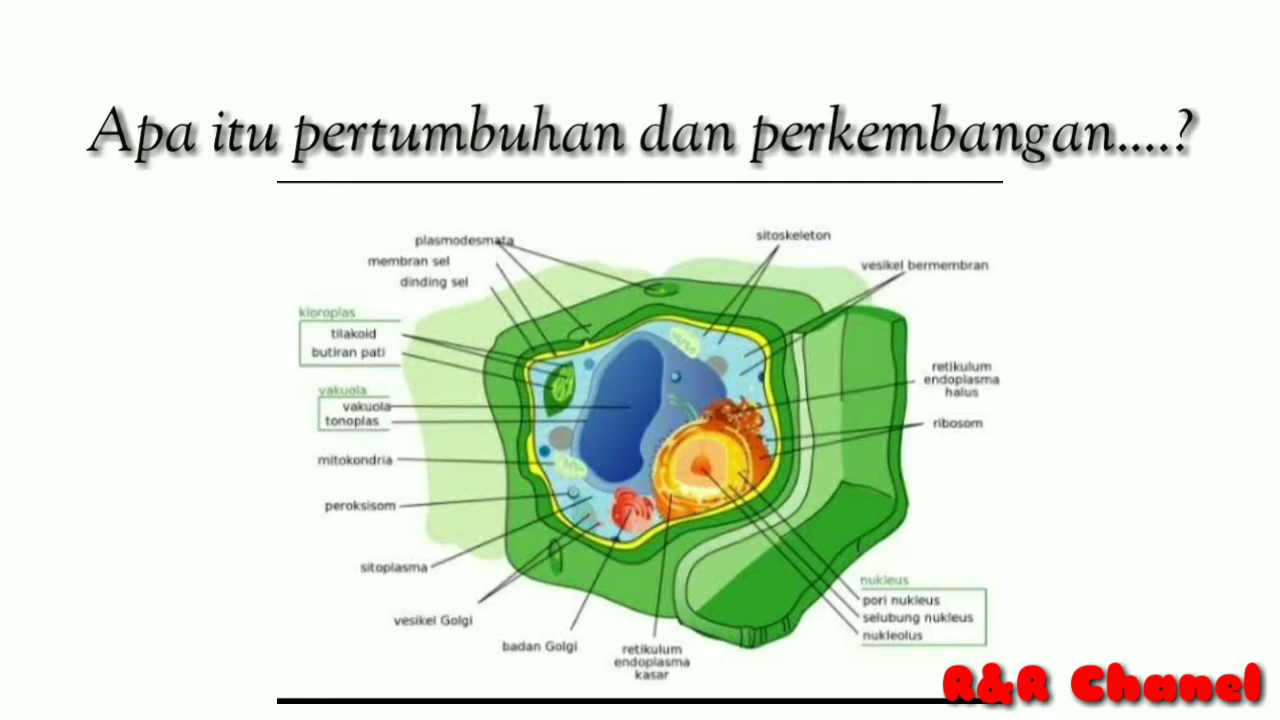 Apa itu pertumbuhan dan perkembangan....?
plasmodesmata
membran sel
dinding sel
kloroplas
tilakoid
butiran pati
vakuola
vakuola
tonoplas
mitokondria
peroksisom
sitoplasma
vesikel Golgi
badan Golgi
retikulum
endoplasma
kasar
sitoskeleton
vesikel bermembran
retikulum
endoplasma
halus
ribosom
nukleus
pori nukleus
selubung nukleus
nukleolus
R&R Chanel